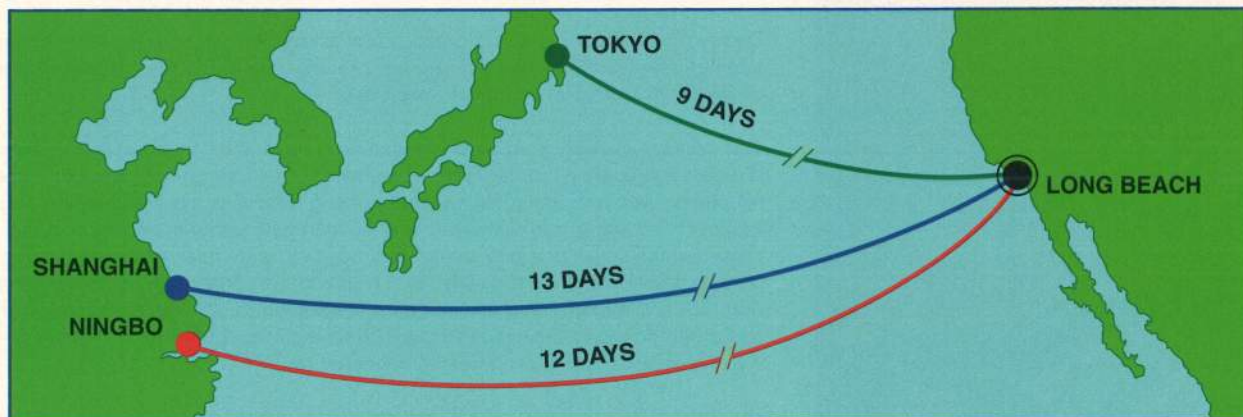 TOKYO
9 DAYS
LONG BEACH
SHANGHAI
13 DAYS
NINGBO
12 DAYS